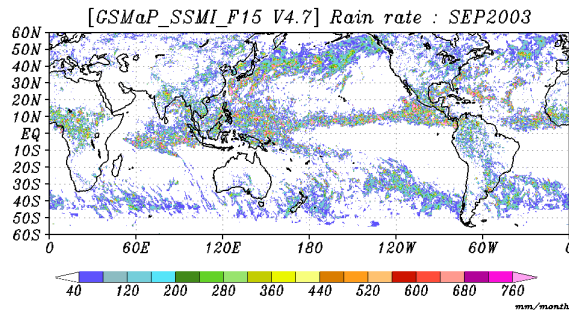 [GSMaP_SSMI_F15 V4.7] Rain rate : SEP2003
60N
50N
40N
30N
20N
10N
EQ
10S
20S
30S
40S
50S
60S
0 60E 120E 180 120W 60W 0
40 120 200 280 360 440 520 600 680 760
mm/month